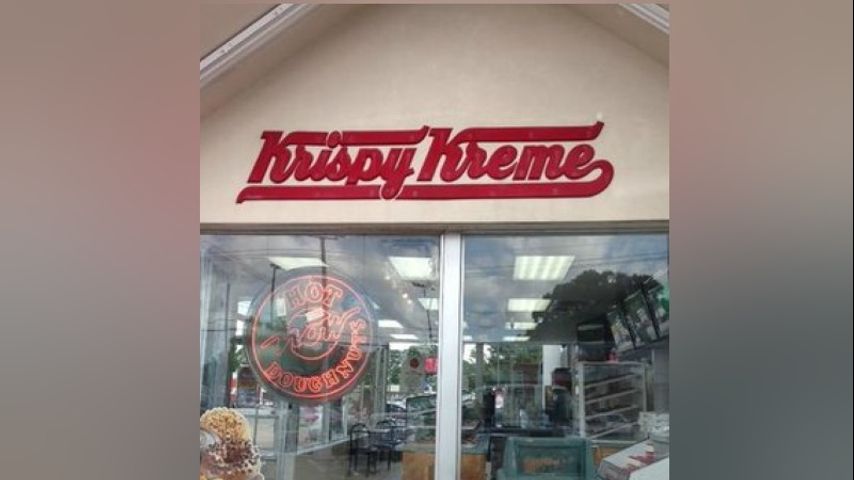 Krispy Kreme
HOT
NOW
DOUGHNUTS